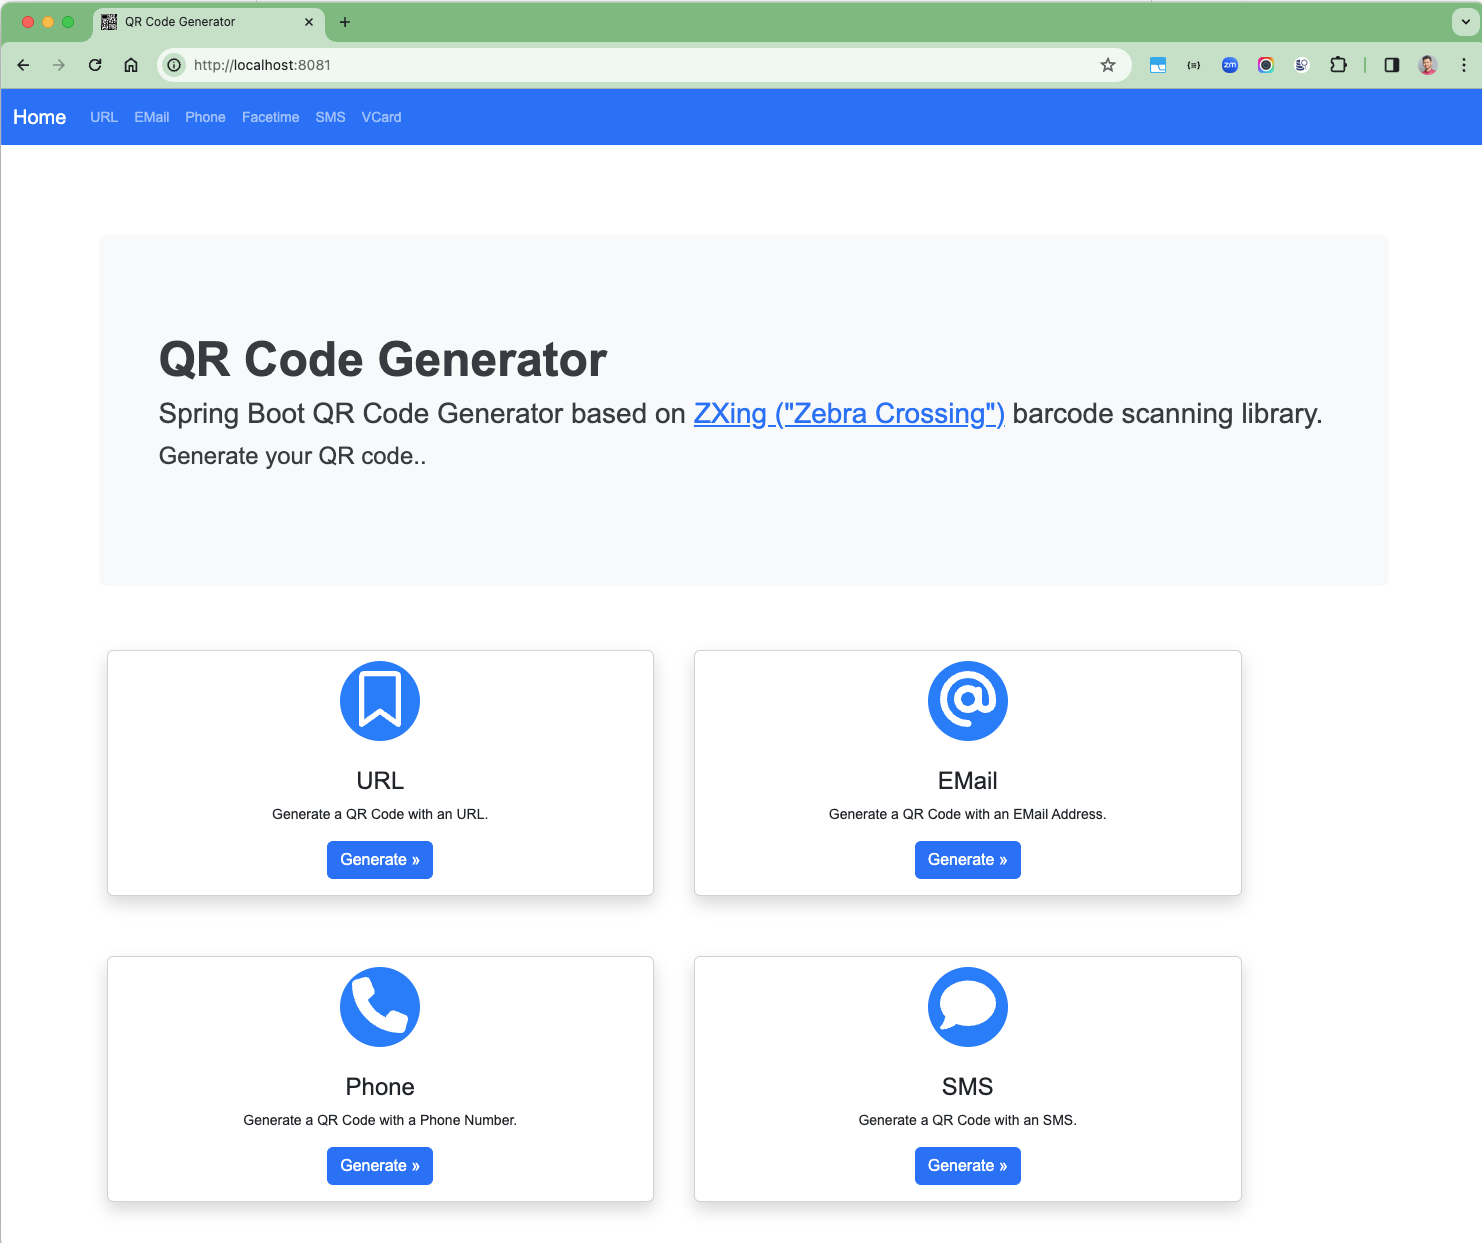 QR Code Generator
http://localhost:8081
zm
Home URL EMail Phone Facetime SMS VCard
QR Code Generator
Spring Boot QR Code Generator based on ZXing ("Zebra Crossing") barcode scanning library.
Generate your QR code..
URL
Generate a QR Code with an URL.
Generate »
EMail
Generate a QR Code with an EMail Address.
Generate »
Phone
Generate a QR Code with a Phone Number.
Generate »
SMS
Generate a QR Code with an SMS.
Generate »